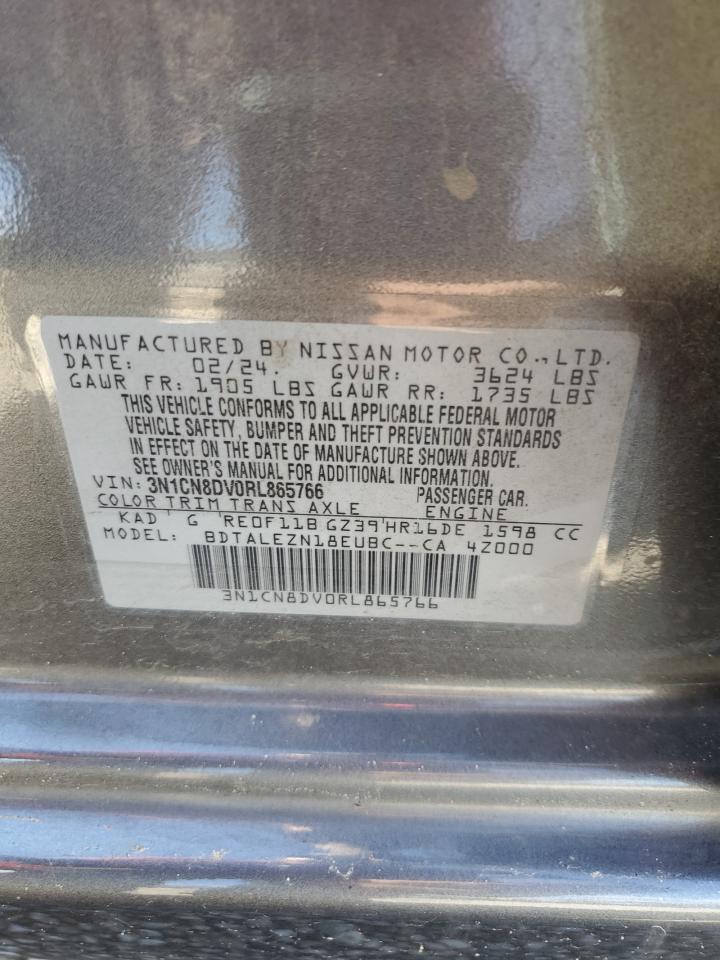 MANUFACTURED BY NISSAN MOTOR CO., LTD.
DATE: 02/24. GVWR: 3624 LBS
GAWR FR: 1905 LBS GAWR RR: 1735 LBS
THIS VEHICLE CONFORMS TO ALL APPLICABLE FEDERAL MOTOR
VEHICLE SAFETY, BUMPER AND THEFT PREVENTION STANDARDS
IN EFFECT ON THE DATE OF MANUFACTURE SHOWN ABOVE.
SEE OWNER'S MANUAL FOR ADDITIONAL INFORMATION.
VIN: 3N1CN8DV0RL865766 PASSENGER CAR.
COLOR TRIM TRANS AXLE ENGINE
KAD G RE0F11B GZ39 HR16DE 1598 CC
MODEL: BDTALEZN18EUBC--CA 4Z000
3N1CN8DV0RL865766